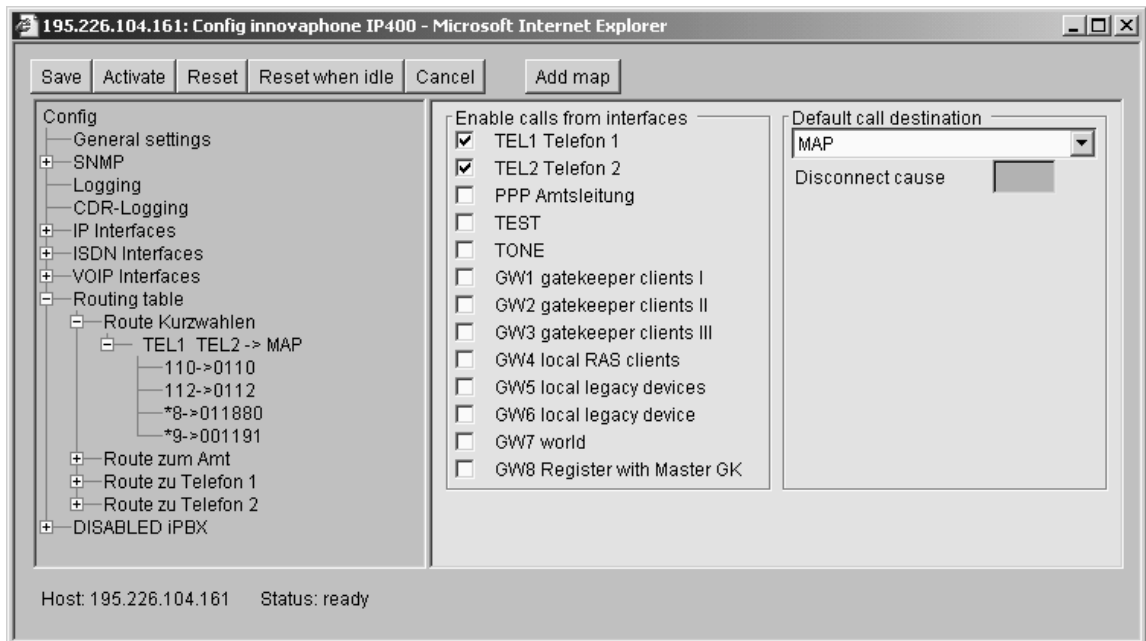 195.226.104.161: Config innovaphone IP400 - Microsoft Internet Explorer
Save Activate Reset Reset when idle Cancel Add map
Config
General settings
SNMP
Logging
CDR-Logging
IP Interfaces
ISDN Interfaces
VOIP Interfaces
Routing table
Route Kurzwahlen
TEL1 TEL2 -> MAP
110->0110
112->0112
*8->011880
*9->001191
Route zum Amt
Route zu Telefon 1
Route zu Telefon 2
DISABLED iPBX
Enable calls from interfaces
TEL1 Telefon 1
TEL2 Telefon 2
PPP Amtsleitung
TEST
TONE
GW1 gatekeeper clients I
GW2 gatekeeper clients II
GW3 gatekeeper clients III
GW4 local RAS clients
GW5 local legacy devices
GW6 local legacy device
GW7 world
GW8 Register with Master GK
Default call destination
MAP
Disconnect cause
Host: 195.226.104.161 Status: ready